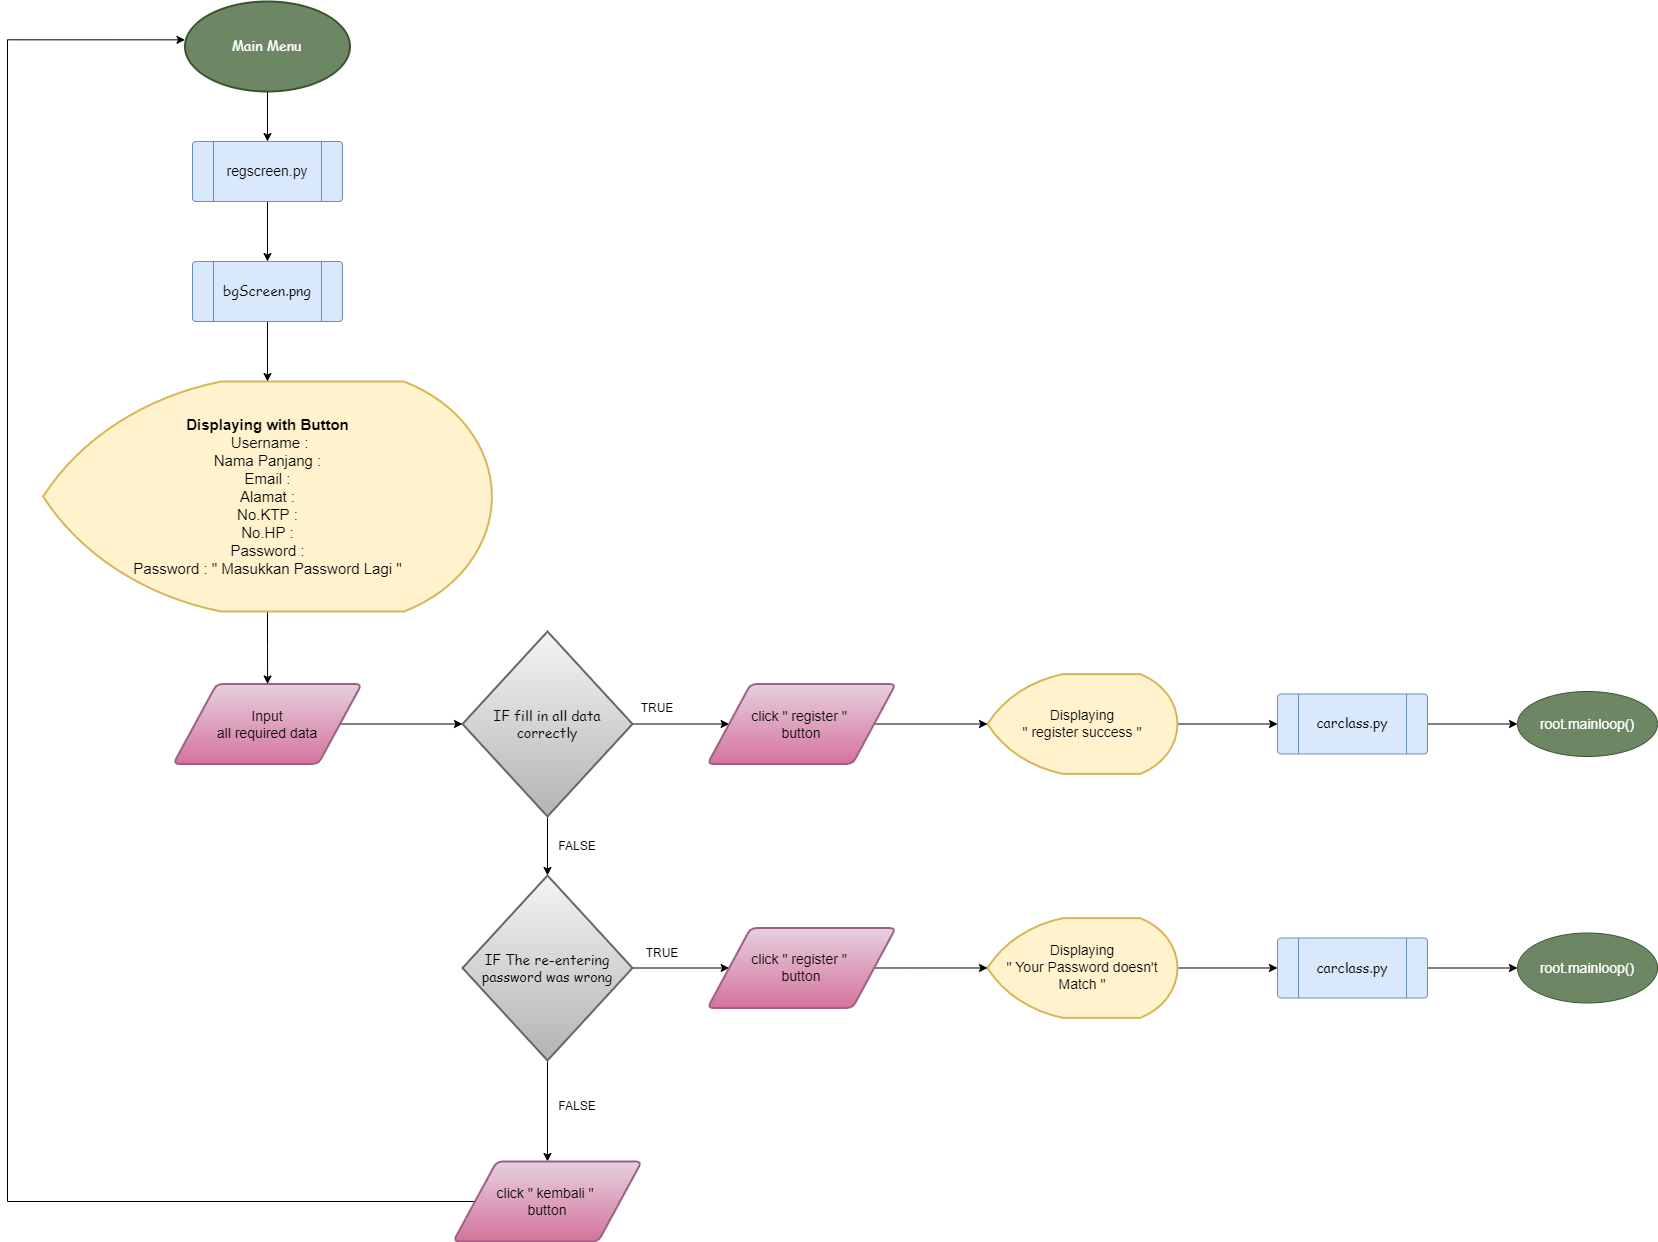 Main Menu
regscreen.py
bgScreen.png
Displaying with Button
Username :
Nama Panjang :
Email :
Alamat :
No.KTP :
No.HP :
Password :
Password : " Masukkan Password Lagi "
Input
all required data
IF fill in all data
correctly
TRUE
click " register "
button
Displaying
" register success "
carclass.py
root.mainloop()
FALSE
IF The re-entering
password was wrong
TRUE
click " register "
button
Displaying
" Your Password doesn't
Match "
carclass.py
root.mainloop()
FALSE
click " kembali "
button